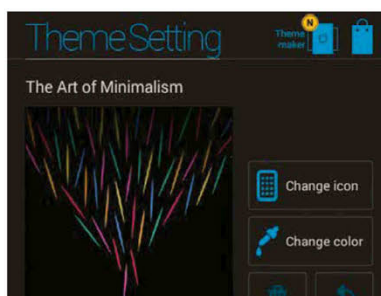 Theme Setting
N
Theme
maker
The Art of Minimalism
Change icon
Change color